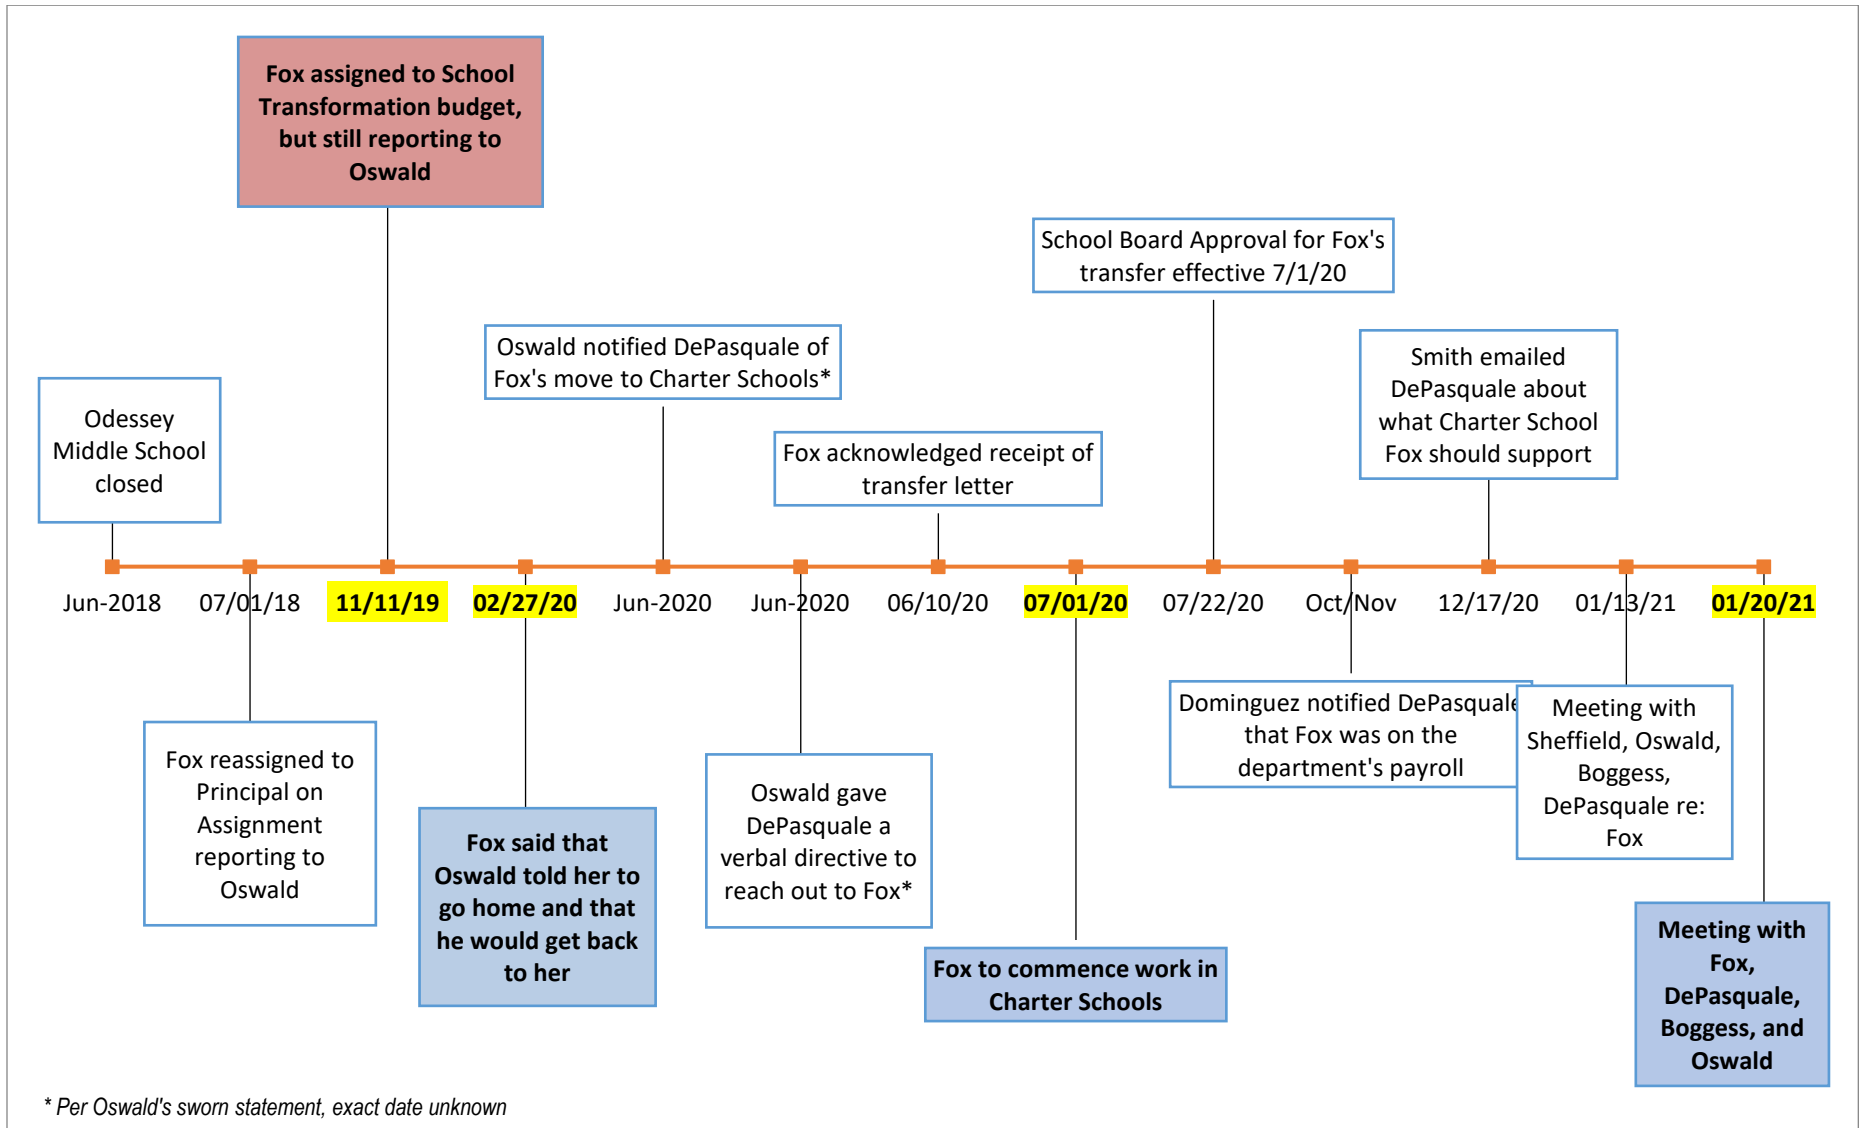 Fox assigned to School
Transformation budget,
but still reporting to
Oswald
School Board Approval for Fox's
transfer effective 7/1/20
Oswald notified DePasquale of
Fox's move to Charter Schools*
Smith emailed
DePasquale about
what Charter School
Fox should support
Odessey
Middle School
closed
Fox acknowledged receipt of
transfer letter
Jun-2018 07/01/18 11/11/19 02/27/20 Jun-2020 Jun-2020 06/10/20 07/01/20 07/22/20 Oct/Nov 12/17/20 01/13/21 01/20/21
Fox reassigned to
Principal on
Assignment
reporting to
Oswald
Fox said that
Oswald told her to
go home and that
he would get back
to her
Oswald gave
DePasquale a
verbal directive to
reach out to Fox*
Fox to commence work in
Charter Schools
Dominguez notified DePasquale
that Fox was on the
department's payroll
Meeting with
Sheffield, Oswald,
Boggess,
DePasquale re:
Fox
Meeting with
Fox,
DePasquale,
Boggess, and
Oswald
* Per Oswald's sworn statement, exact date unknown